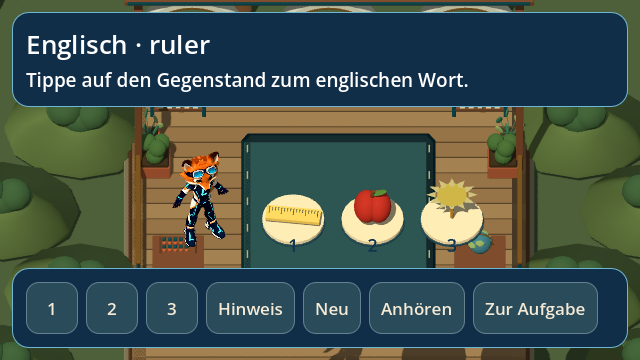 Englisch · ruler
Tippe auf den Gegenstand zum englischen Wort.
1 2 3
1 2 3 Hinweis Neu Anhören Zur Aufgabe